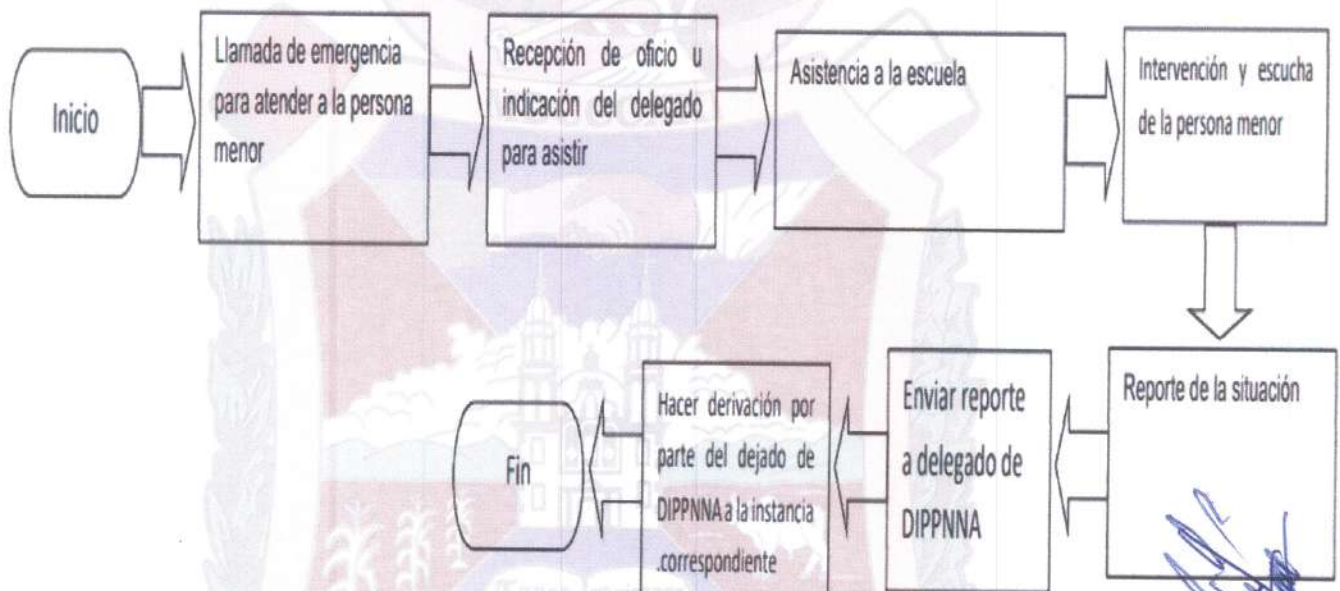 Inicio
Llamada de emergencia
para atender a la persona
menor
Recepción de oficio u
indicación del delegado
para asistir
Asistencia a la escuela
Intervención y escucha
de la persona menor
Reporte de la situación
Enviar reporte
a delegado de
DIPPNNA
Hacer derivación por
parte del dejado de
DIPPNNA a la instancia
.correspondiente
Fin